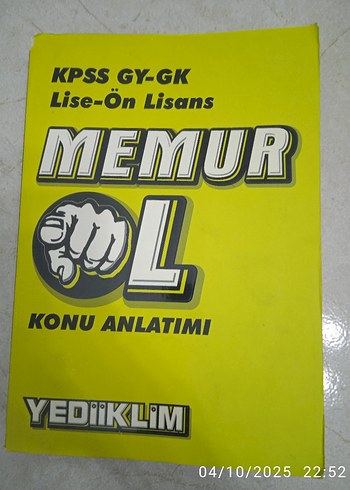 KPSS GY-GK
Lise-Ön Lisans
MEMUR
OL
KONU ANLATIMI
YEDİİKLİM
04/10/2025 22:52